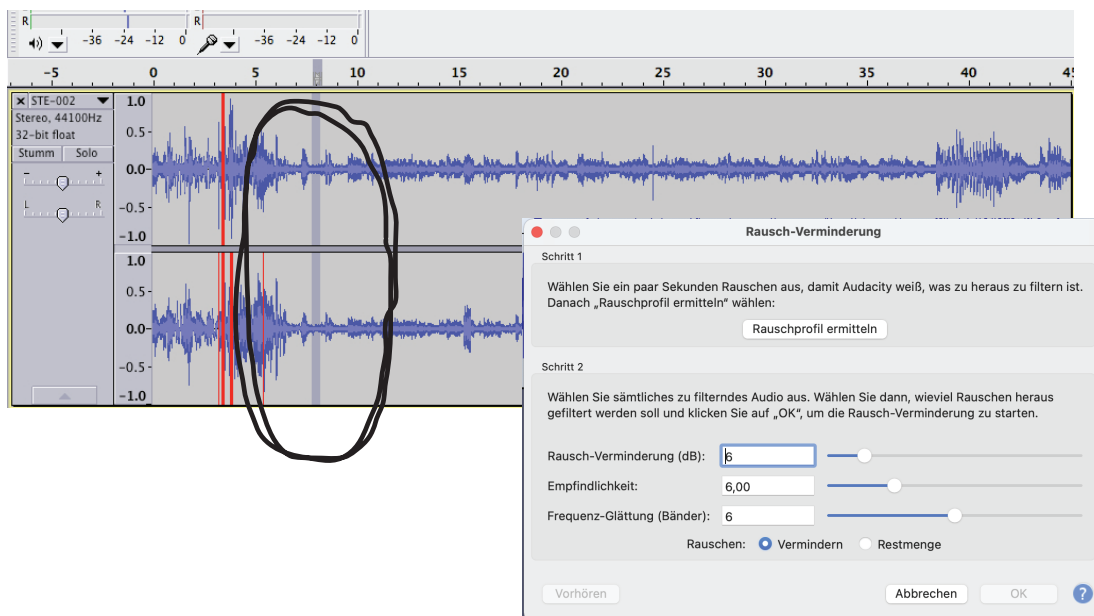 R R
-36 -24 -12 0 -36 -24 -12 0
-5 0 5 10 15 20 25 30 35 40 45
STE-002
Stereo, 44100Hz
32-bit float
Stumm Solo
- +
L R
1.0
0.5
0.0
-0.5
-1.0
1.0
0.5
0.0
-0.5
-1.0
Rausch-Verminderung
Schritt 1
Wählen Sie ein paar Sekunden Rauschen aus, damit Audacity weiß, was zu heraus zu filtern ist.
Danach „Rauschprofil ermitteln" wählen:
Rauschprofil ermitteln
Schritt 2
Wählen Sie sämtliches zu filterndes Audio aus. Wählen Sie dann, wieviel Rauschen heraus
gefiltert werden soll und klicken Sie auf „OK", um die Rausch-Verminderung zu starten.
Rausch-Verminderung (dB): 6
Empfindlichkeit: 6,00
Frequenz-Glättung (Bänder): 6
Rauschen: Vermindern Restmenge
Vorhören Abbrechen OK ?